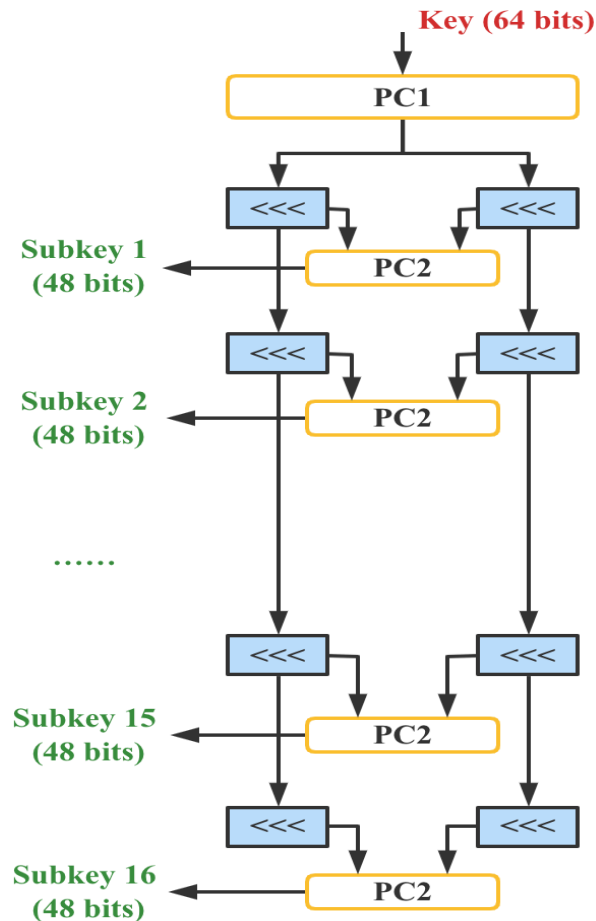 Key (64 bits)
PC1
<<< <<<
Subkey 1
(48 bits)
PC2
<<< <<<
Subkey 2
(48 bits)
PC2
......
<<< <<<
Subkey 15
(48 bits)
PC2
<<< <<<
Subkey 16
(48 bits)
PC2